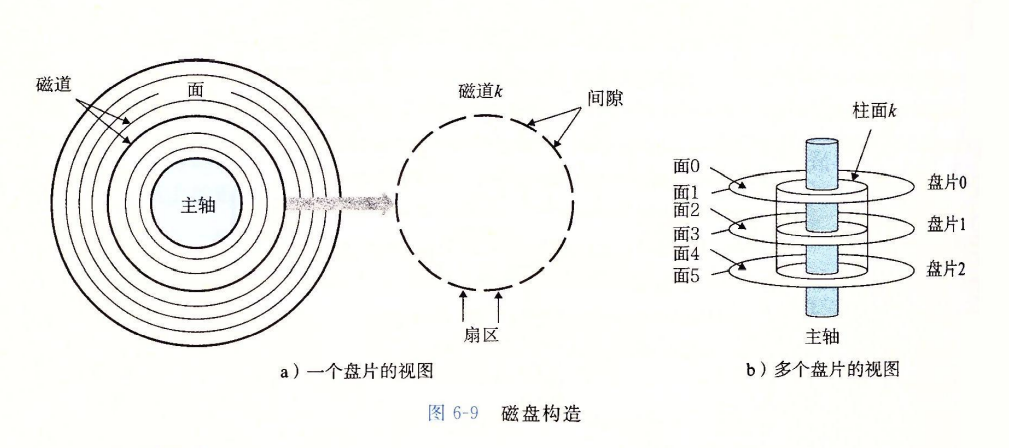 磁道
面
主轴
磁道k
间隙
扇区
a）一个盘片的视图
柱面k
面0
面1
面2
面3
面4
面5
盘片0
盘片1
盘片2
主轴
b）多个盘片的视图
图 6-9 磁盘构造